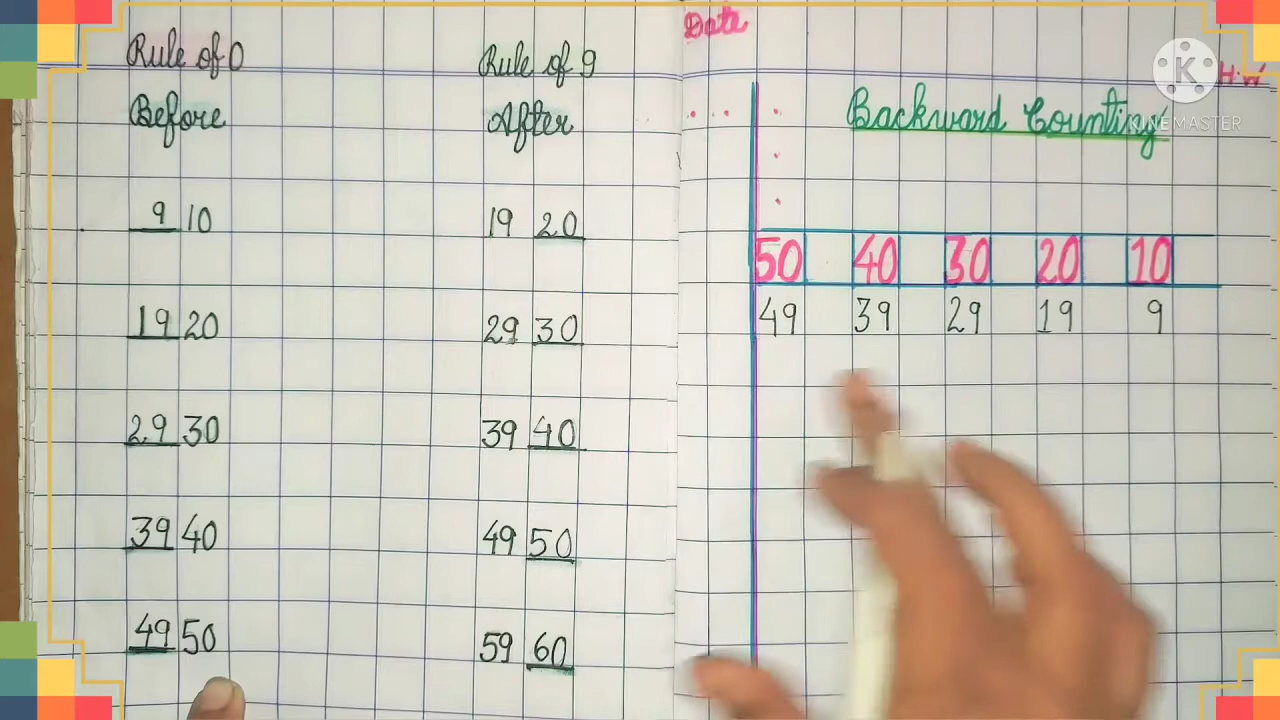 Rule of 0
Before
9 10
19 20
29 30
39 40
49 50
Rule of 9
After
19 20
29 30
39 40
49 50
59 60
Date
H.W
K
KINEMASTER
Backward Counting
50 40 30 20 10
49 39 29 19 9